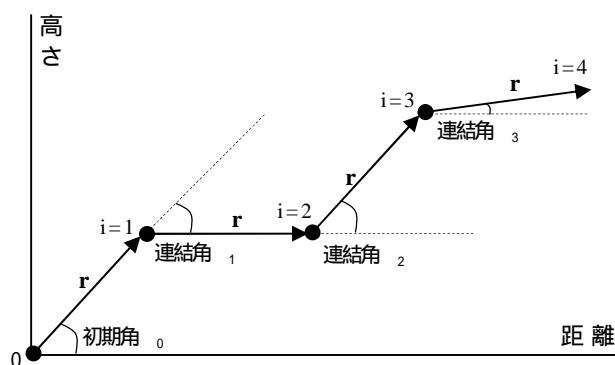 高さ
i=4
r
i=3
連結角 3
r
i=1
r
i=2
連結角 1
連結角 2
r
初期角 0
0
距離